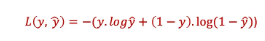 L(y, ŷ) = −(y. logŷ + (1 − y). log(1 − ŷ))